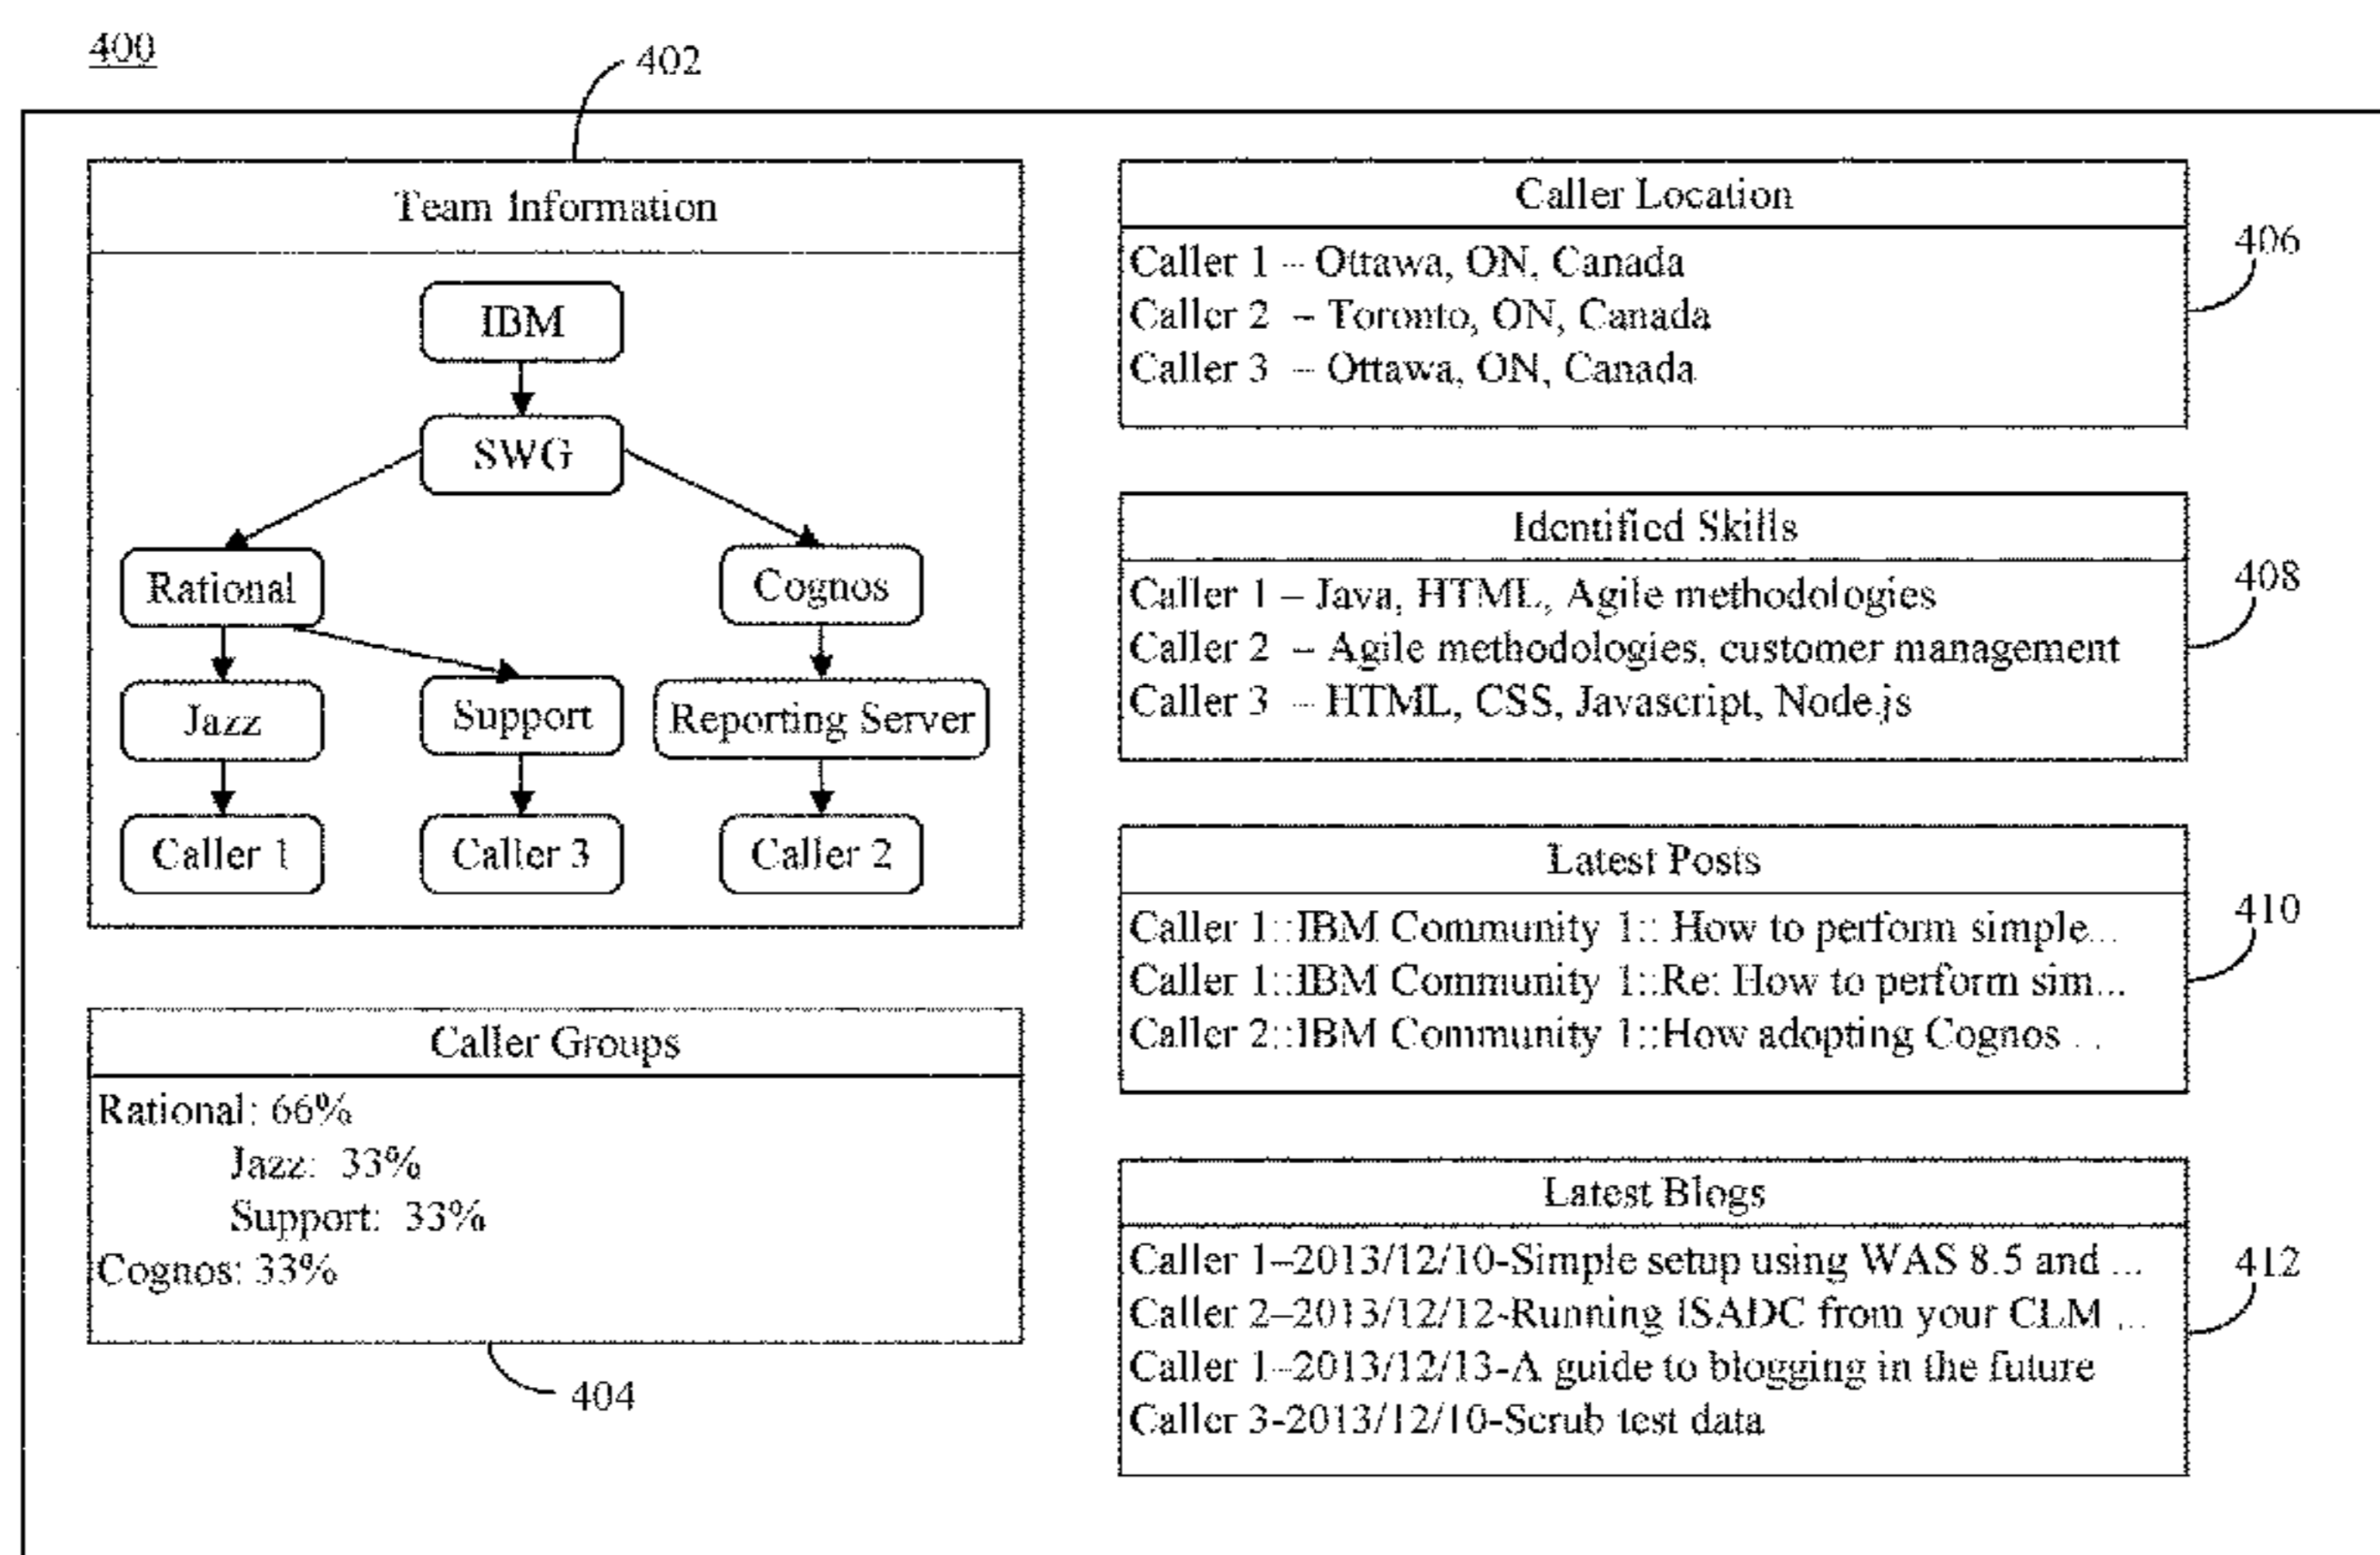 400
402
Team Information
IBM
SWG
Rational
Cognos
Jazz
Support
Reporting Server
Caller 1
Caller 3
Caller 2
Caller Groups
Rational: 66%
Jazz: 33%
Support: 33%
Cognos: 33%
404
Caller Location
Caller 1 – Ottawa, ON, Canada
Caller 2 – Toronto, ON, Canada
Caller 3 – Ottawa, ON, Canada
406
Identified Skills
Caller 1 – Java, HTML, Agile methodologies
Caller 2 – Agile methodologies, customer management
Caller 3 – HTML, CSS, Javascript, Node.js
408
Latest Posts
Caller 1::IBM Community 1:: How to perform simple...
Caller 1::IBM Community 1::Re: How to perform sim...
Caller 2::IBM Community 1::How adopting Cognos ...
410
Latest Blogs
Caller 1–2013/12/10-Simple setup using WAS 8.5 and ...
Caller 2–2013/12/12-Running ISADC from your CLM ...
Caller 1–2013/12/13-A guide to blogging in the future
Caller 3-2013/12/10-Scrub test data
412